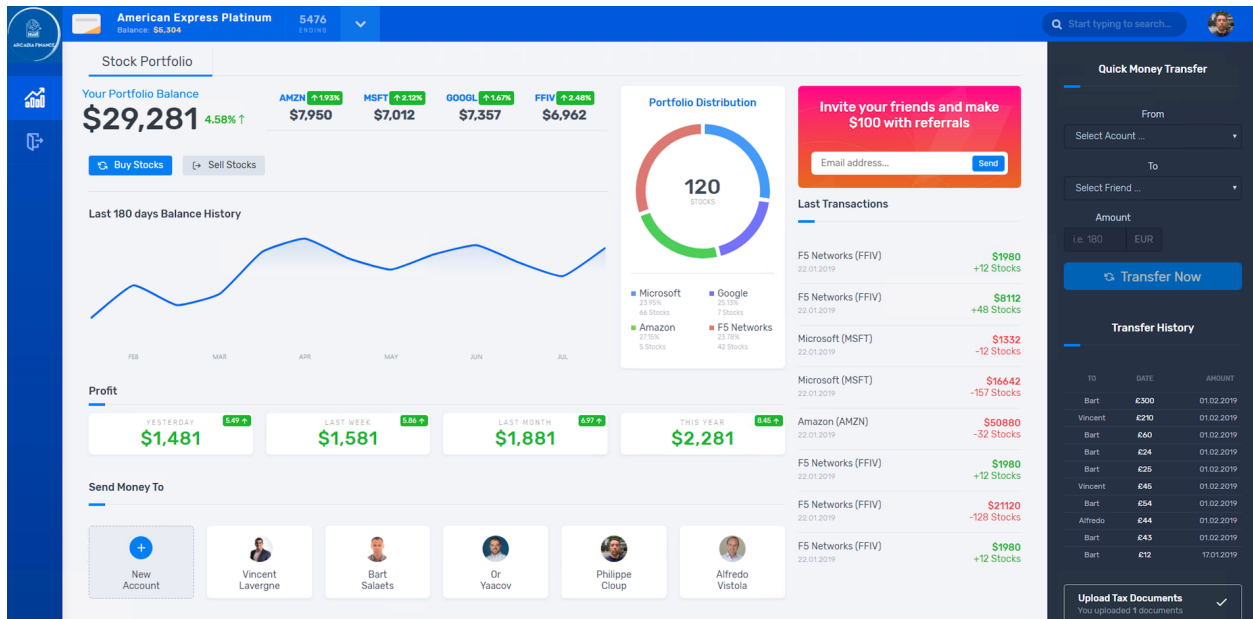 ARCADIA FINANCE
American Express Platinum
Balance: $5,304
5476
ENDING
Start typing to search...
Stock Portfolio
Your Portfolio Balance
$29,281 4.58% ↑
AMZN ↑ 1.93%
$7,950
MSFT ↑ 2.12%
$7,012
GOOGL ↑ 1.67%
$7,357
FFIV ↑ 2.48%
$6,962
Buy Stocks
Sell Stocks
Last 180 days Balance History
FEB MAR APR MAY JUN JUL
Portfolio Distribution
120
STOCKS
Microsoft
23.95%
66 Stocks
Google
25.13%
7 Stocks
Amazon
27.15%
5 Stocks
F5 Networks
23.78%
42 Stocks
Profit
YESTERDAY 5.49 ↑
$1,481
LAST WEEK 5.86 ↑
$1,581
LAST MONTH 6.97 ↑
$1,881
THIS YEAR 8.45 ↑
$2,281
Send Money To
New
Account
Vincent
Lavergne
Bart
Salaets
Or
Yaacov
Philippe
Cloup
Alfredo
Vistola
Invite your friends and make
$100 with referrals
Email address... Send
Last Transactions
F5 Networks (FFIV) $1980
22.01.2019 +12 Stocks
F5 Networks (FFIV) $8112
22.01.2019 +48 Stocks
Microsoft (MSFT) $1332
22.01.2019 -12 Stocks
Microsoft (MSFT) $16642
22.01.2019 -157 Stocks
Amazon (AMZN) $50880
22.01.2019 -32 Stocks
F5 Networks (FFIV) $1980
22.01.2019 +12 Stocks
F5 Networks (FFIV) $21120
22.01.2019 -128 Stocks
F5 Networks (FFIV) $1980
22.01.2019 +12 Stocks
Quick Money Transfer
From
Select Acount ...
To
Select Friend ...
Amount
i.e. 180 EUR
Transfer Now
Transfer History
TO DATE AMOUNT
Bart £300 01.02.2019
Vincent £210 01.02.2019
Bart £60 01.02.2019
Bart £24 01.02.2019
Bart £25 01.02.2019
Vincent £45 01.02.2019
Bart £54 01.02.2019
Alfredo £44 01.02.2019
Bart £43 01.02.2019
Bart £12 17.01.2019
Upload Tax Documents
You uploaded 1 documents